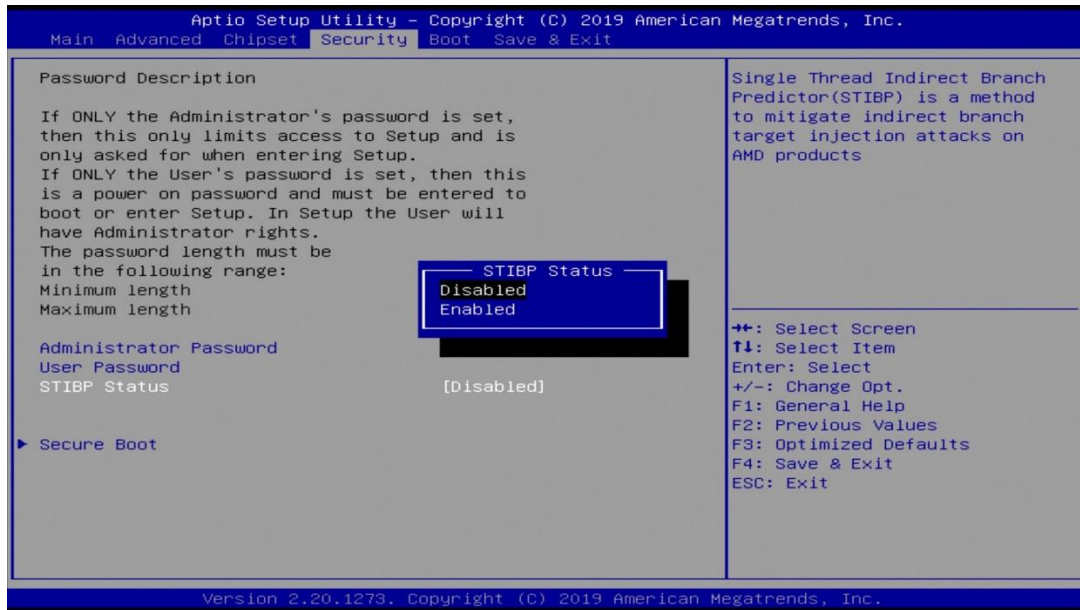 Aptio Setup Utility – Copyright (C) 2019 American Megatrends, Inc.
Main Advanced Chipset Security Boot Save & Exit
Password Description
If ONLY the Administrator's password is set,
then this only limits access to Setup and is
only asked for when entering Setup.
If ONLY the User's password is set, then this
is a power on password and must be entered to
boot or enter Setup. In Setup the User will
have Administrator rights.
The password length must be
in the following range:
Minimum length
Maximum length
Administrator Password
User Password
STIBP Status [Disabled]
Secure Boot
STIBP Status
Disabled
Enabled
Single Thread Indirect Branch
Predictor(STIBP) is a method
to mitigate indirect branch
target injection attacks on
AMD products
→←: Select Screen
↑↓: Select Item
Enter: Select
+/-: Change Opt.
F1: General Help
F2: Previous Values
F3: Optimized Defaults
F4: Save & Exit
ESC: Exit
Version 2.20.1273. Copyright (C) 2019 American Megatrends, Inc.